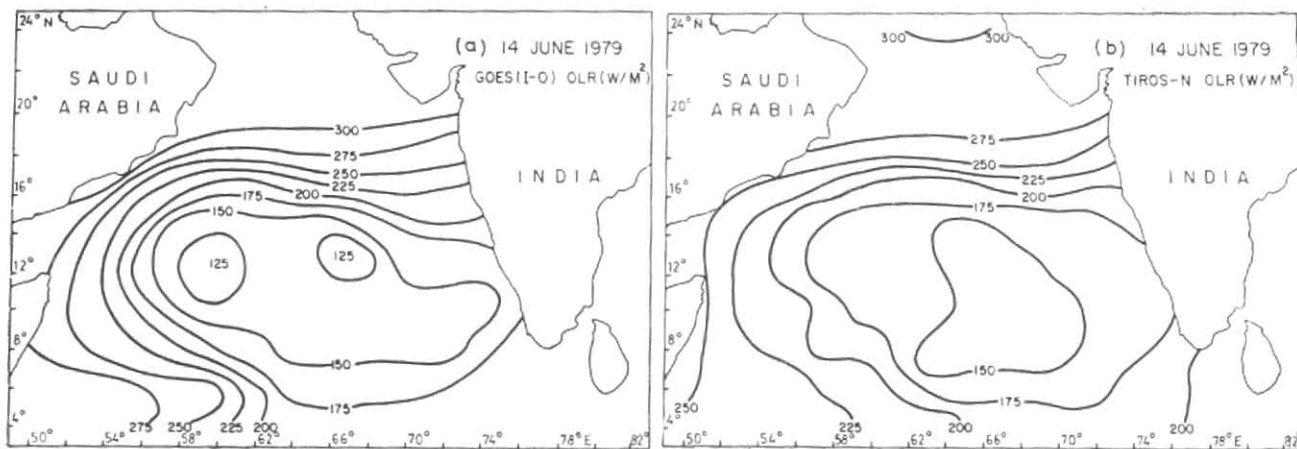 24° N
(a) 14 JUNE 1979
GOES(I-O) OLR(W/M²)
SAUDI
ARABIA
20°
300
275
250
225
200
16°
175
150
INDIA
125
125
12°
8°
150
175
4°
275
250
225
200
50° 54° 58° 62° 66° 70° 74° 78°E 82°
24° N
300
300
(b) 14 JUNE 1979
TIROS-N OLR(W/M²)
SAUDI
ARABIA
20°
275
250
225
200
16°
175
INDIA
12°
8°
150
175
4°
250
225
200
200
50° 54° 58° 62° 66° 70° 74° 78°E 82